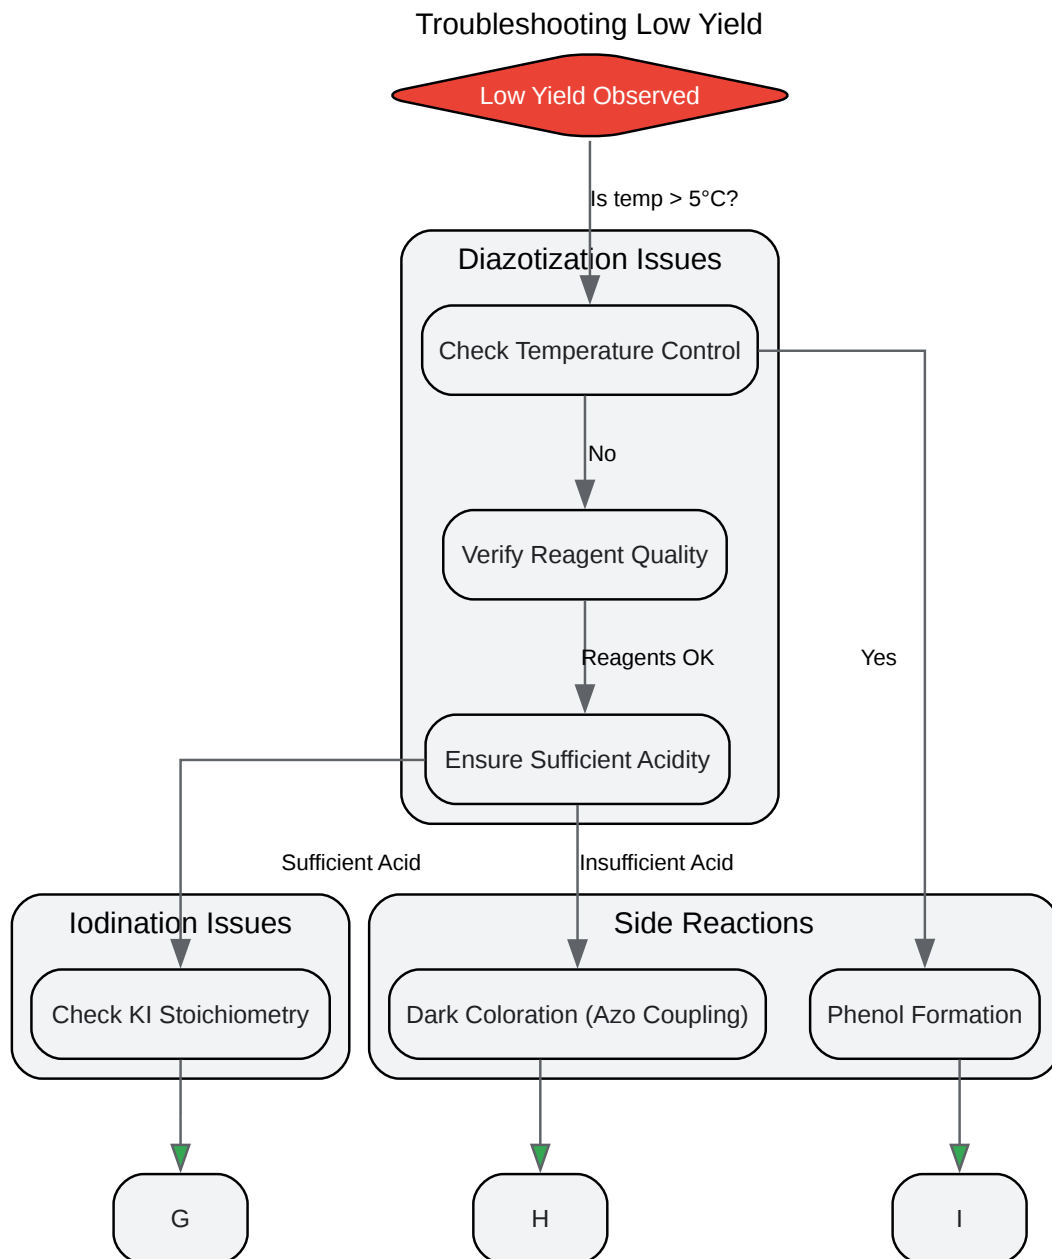 Troubleshooting Low Yield
Low Yield Observed
Is temp > 5°C?
Diazotization Issues
Check Temperature Control
No
Verify Reagent Quality
Reagents OK
Yes
Ensure Sufficient Acidity
Sufficient Acid
Insufficient Acid
Iodination Issues
Side Reactions
Check KI Stoichiometry
Dark Coloration (Azo Coupling)
Phenol Formation
G
H
I